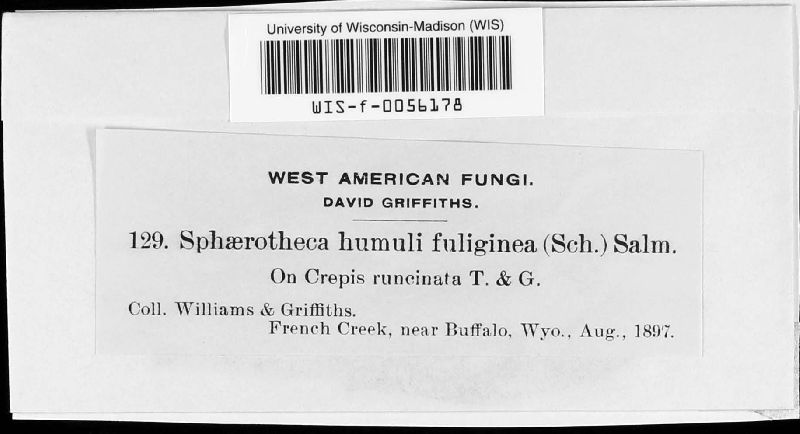 University of Wisconsin-Madison (WIS)
WIS-f-0056178
WEST AMERICAN FUNGI.
DAVID GRIFFITHS.
129. Sphærotheca humuli fuliginea (Sch.) Salm.
On Crepis runcinata T. & G.
Coll. Williams & Griffiths.
French Creek, near Buffalo, Wyo., Aug., 1897.